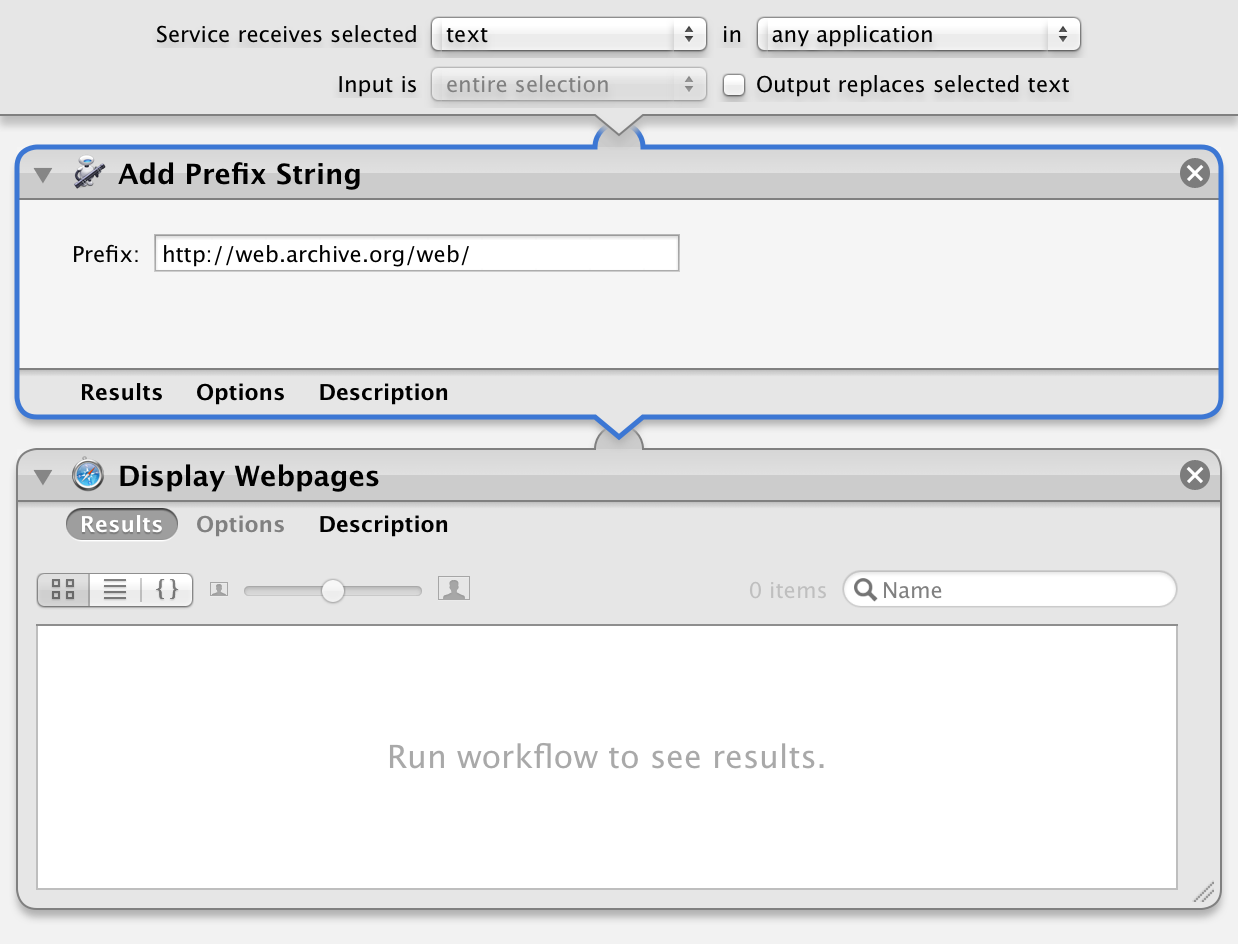 Service receives selected text in any application
Input is entire selection Output replaces selected text
Add Prefix String
Prefix: http://web.archive.org/web/
Results Options Description
Display Webpages
Results Options Description
{} 0 items Name
Run workflow to see results.